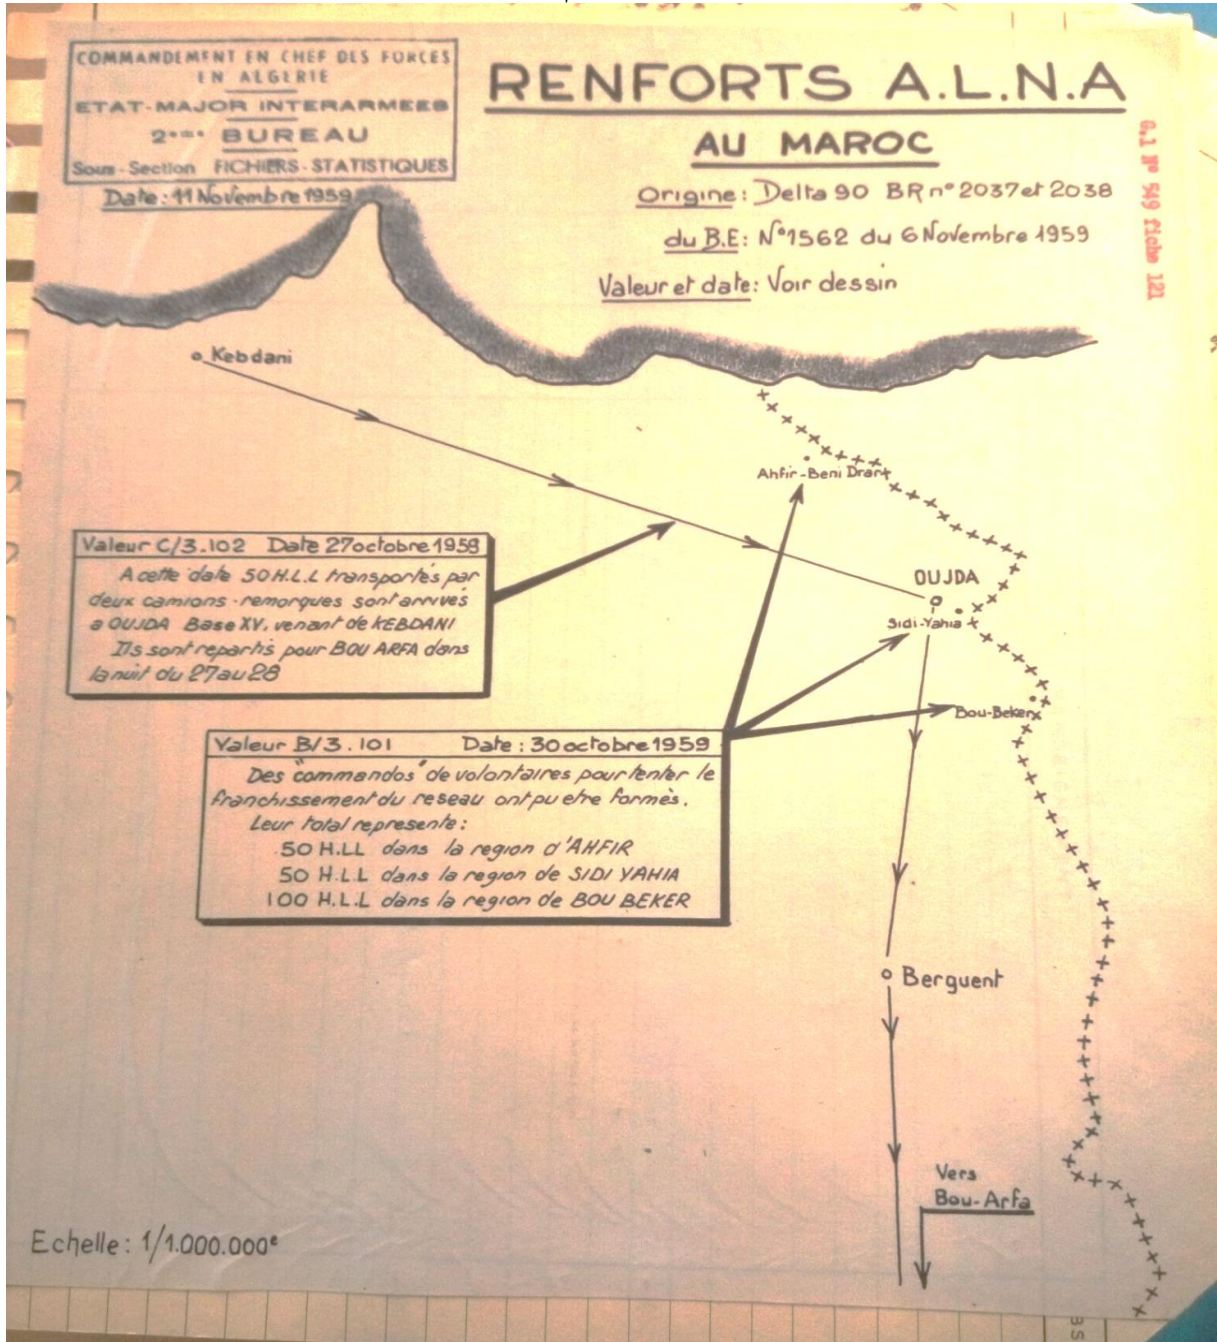 COMMANDEMENT EN CHEF DES FORCES
EN ALGERIE
ETAT-MAJOR INTERARMEES
2eme BUREAU
Sous-Section FICHIERS-STATISTIQUES
Date: 11 Novembre 1959
RENFORTS A.L.N.A
AU MAROC
Origine: Delta 90 BR n° 2037 et 2038
du B.E: N°1562 du 6 Novembre 1959
Valeur et date: Voir dessin
G.1 N° 549 fiche 121
Kebdani
Ahfir-Beni Drar
Valeur C/3.102 Date 27 octobre 1959
A cette date 50 H.L.L transportés par
deux camions-remorques sont arrivés
a OUJDA Base XV, venant de KEBDANI
Ils sont repartis pour BOU ARFA dans
la nuit du 27 au 28
OUJDA
Sidi-Yahia
Bou-Beker
Valeur B/3.101 Date: 30 octobre 1959
Des "commandos" de volontaires pour tenter le
franchissement du reseau ont pu etre formés.
Leur total represente:
50 H.LL dans la region d'AHFIR
50 H.L.L dans la region de SIDI YAHIA
100 H.L.L dans la region de BOU BEKER
Berguent
Vers
Bou-Arfa
Echelle: 1/1.000.000e